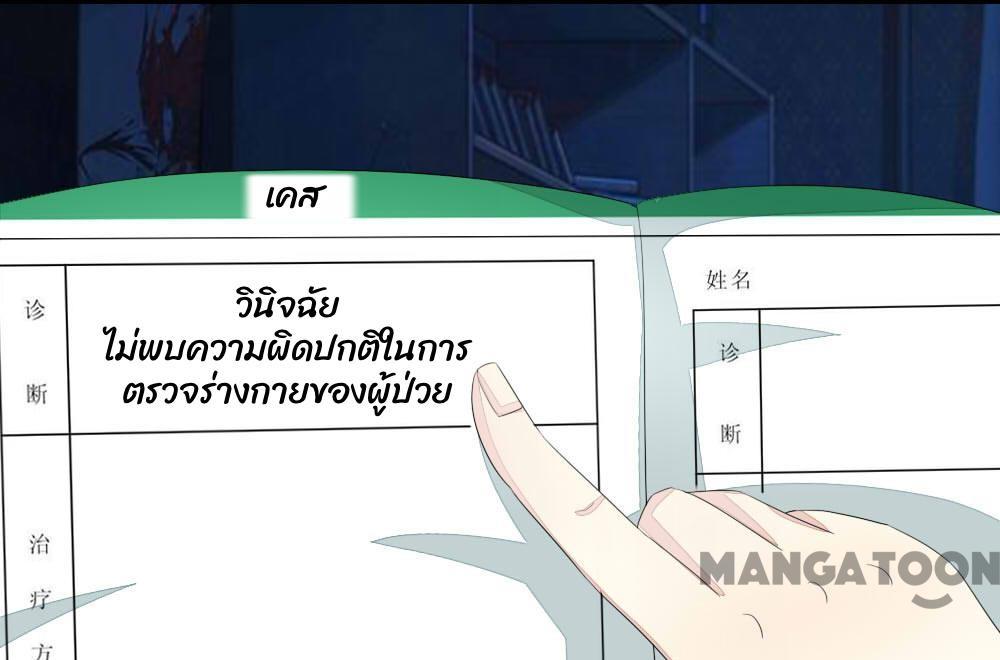 เคส
วินิจฉัย
ไม่พบความผิดปกติในการ
ตรวจร่างกายของผู้ป่วย
诊
断
治
疗
方
姓名
诊
断
MANGATOON